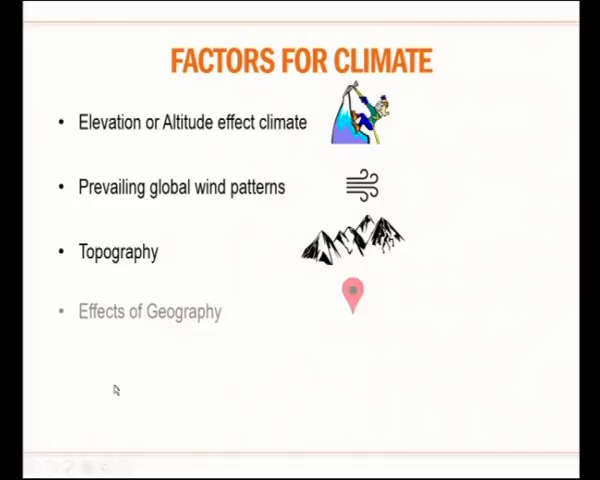 FACTORS FOR CLIMATE
• Elevation or Altitude effect climate
• Prevailing global wind patterns
• Topography
• Effects of Geography